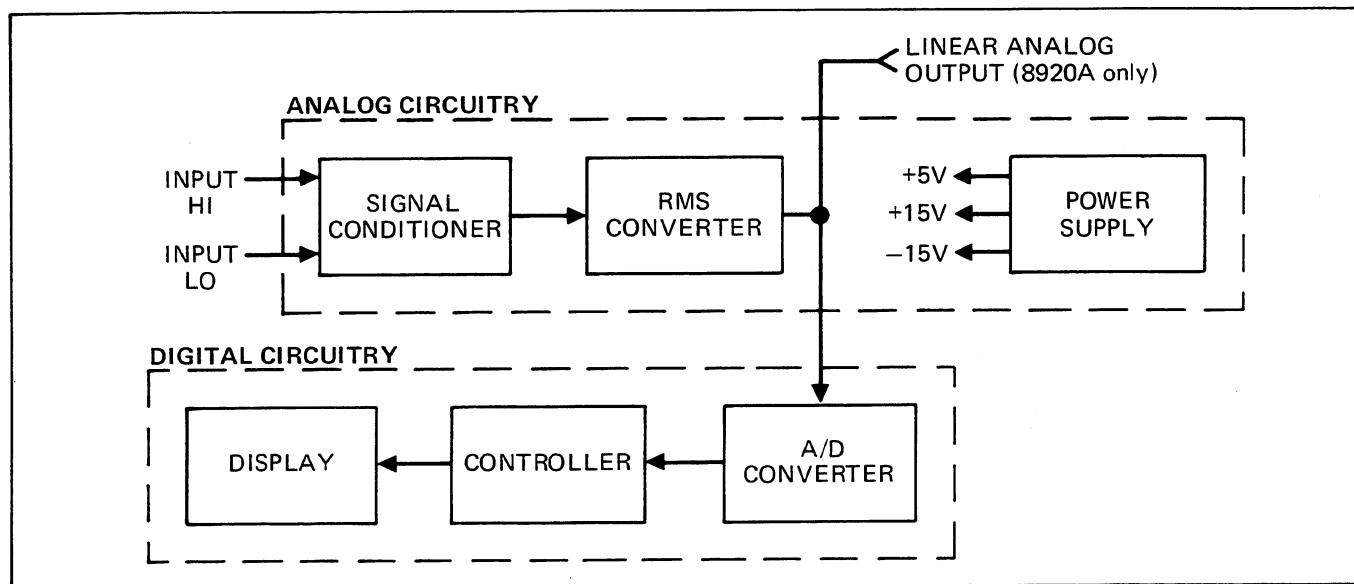 LINEAR ANALOG
OUTPUT (8920A only)
ANALOG CIRCUITRY
INPUT
HI
INPUT
LO
SIGNAL
CONDITIONER
RMS
CONVERTER
+5V
+15V
−15V
POWER
SUPPLY
DIGITAL CIRCUITRY
DISPLAY
CONTROLLER
A/D
CONVERTER